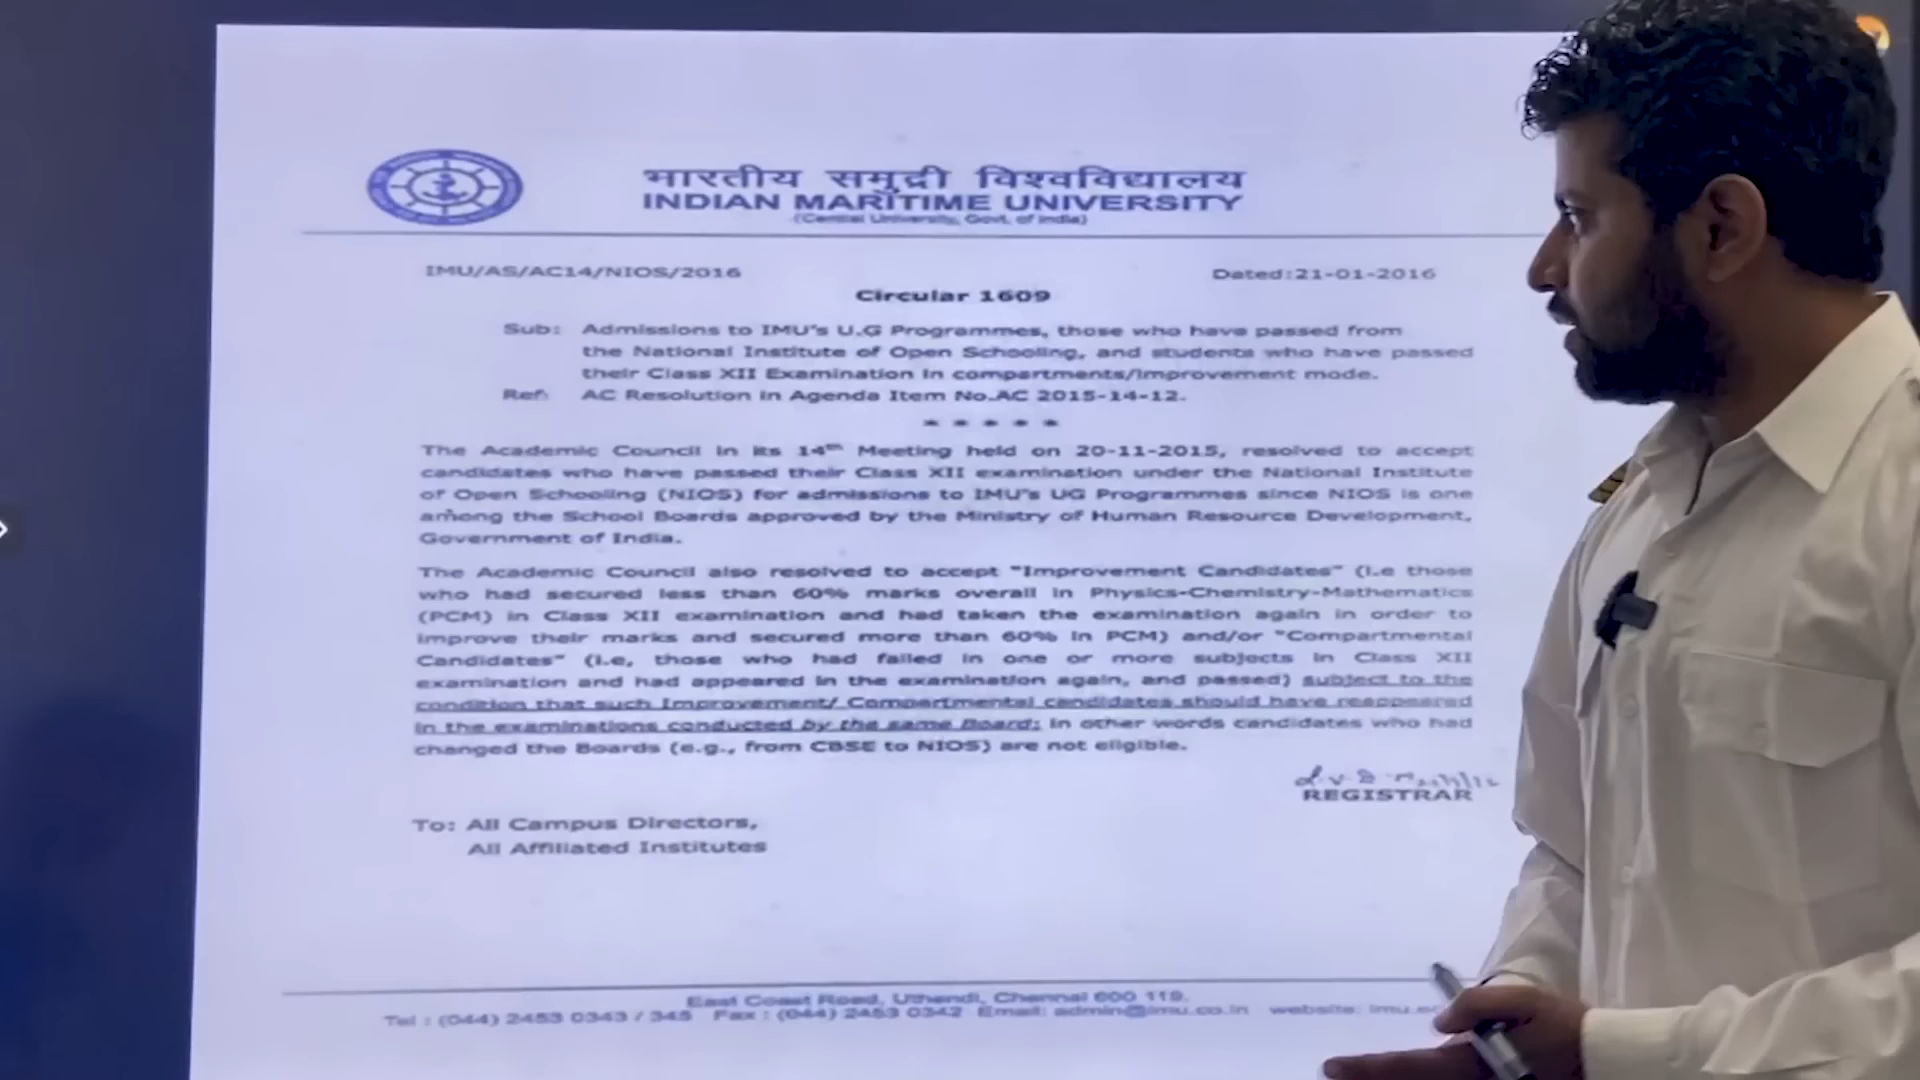 भारतीय समुद्री विश्वविद्यालय
INDIAN MARITIME UNIVERSITY
(Central University, Govt. of India)
IMU/AS/AC14/NIOS/2016
Dated:21-01-2016
Circular 1609
Sub: Admissions to IMU's U.G Programmes, those who have passed from
the National Institute of Open Schooling, and students who have passed
their Class XII Examination in compartments/improvement mode.
Ref: AC Resolution in Agenda Item No.AC 2015-14-12.
* * * * *
The Academic Council in its 14th Meeting held on 20-11-2015, resolved to accept
candidates who have passed their Class XII examination under the National Institute
of Open Schooling (NIOS) for admissions to IMU's UG Programmes since NIOS is one
among the School Boards approved by the Ministry of Human Resource Development,
Government of India.
The Academic Council also resolved to accept "Improvement Candidates" (i.e those
who had secured less than 60% marks overall in Physics-Chemistry-Mathematics
(PCM) in Class XII examination and had taken the examination again in order to
improve their marks and secured more than 60% in PCM) and/or "Compartmental
Candidates" (i.e, those who had failed in one or more subjects in Class XII
examination and had appeared in the examination again, and passed) subject to the
condition that such Improvement/ Compartmental candidates should have reappeared
in the examinations conducted by the same Board; in other words candidates who had
changed the Boards (e.g., from CBSE to NIOS) are not eligible.
REGISTRAR
To: All Campus Directors,
All Affiliated Institutes
East Coast Road, Uthandi, Chennai 600 119.
Tel : (044) 2453 0343 / 345 Fax : (044) 2453 0342 Email: admin@imu.co.in website: imu.